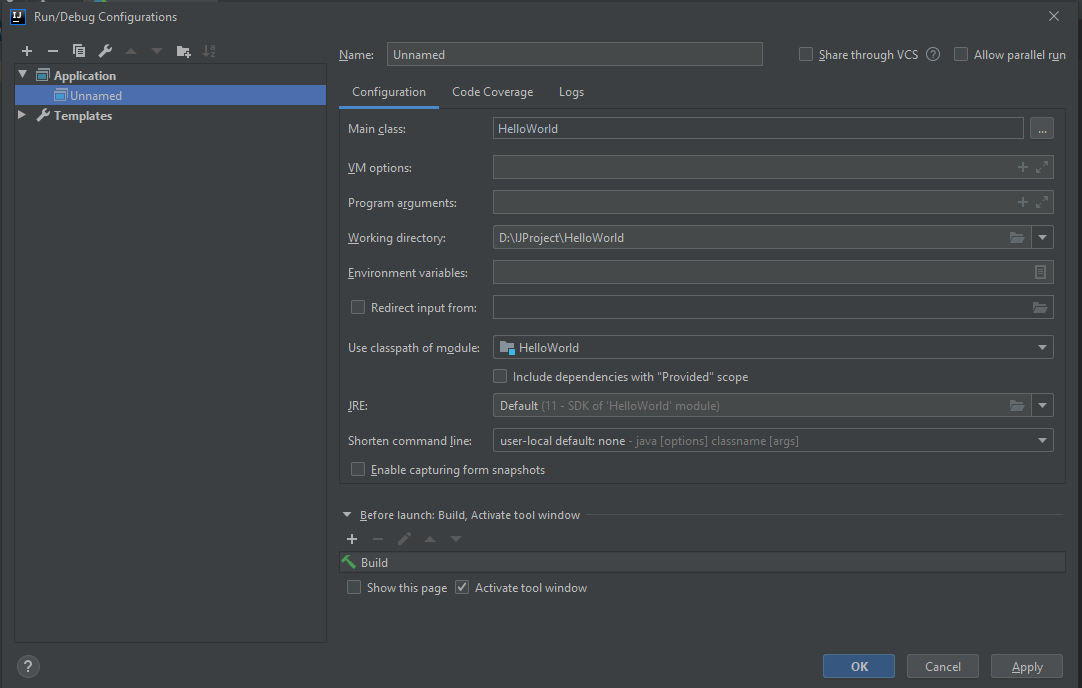 IJ Run/Debug Configurations
Name: Unnamed Share through VCS ? Allow parallel run
Application
Unnamed
Templates
Configuration Code Coverage Logs
Main class: HelloWorld ...
VM options:
Program arguments:
Working directory: D:\IJProject\HelloWorld
Environment variables:
Redirect input from:
Use classpath of module: HelloWorld
Include dependencies with "Provided" scope
JRE: Default (11 - SDK of 'HelloWorld' module)
Shorten command line: user-local default: none - java [options] classname [args]
Enable capturing form snapshots
Before launch: Build, Activate tool window
Build
Show this page Activate tool window
? OK Cancel Apply